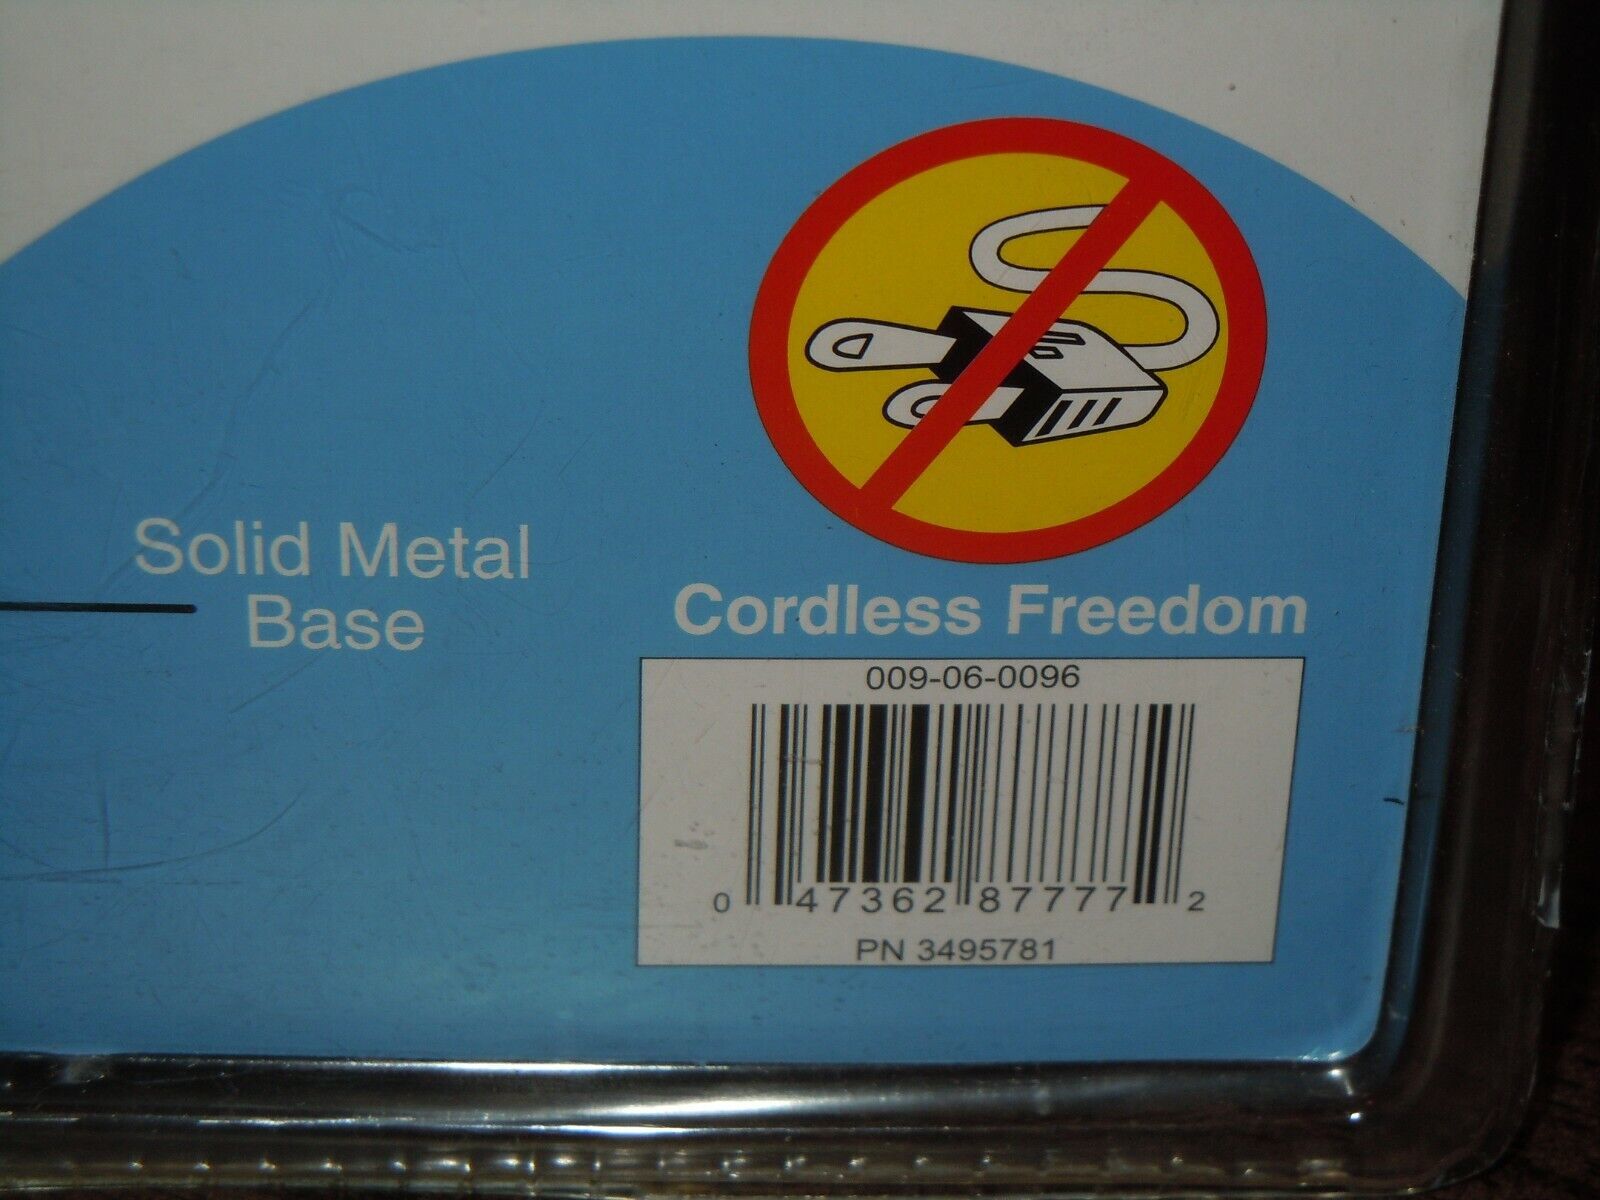 Solid Metal
Base
Cordless Freedom
009-06-0096
0 47362 87777 2
PN 3495781